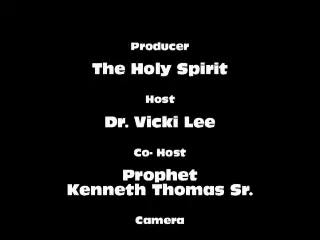 Producer
The Holy Spirit
Host
Dr. Vicki Lee
Co- Host
Prophet
Kenneth Thomas Sr.
Camera